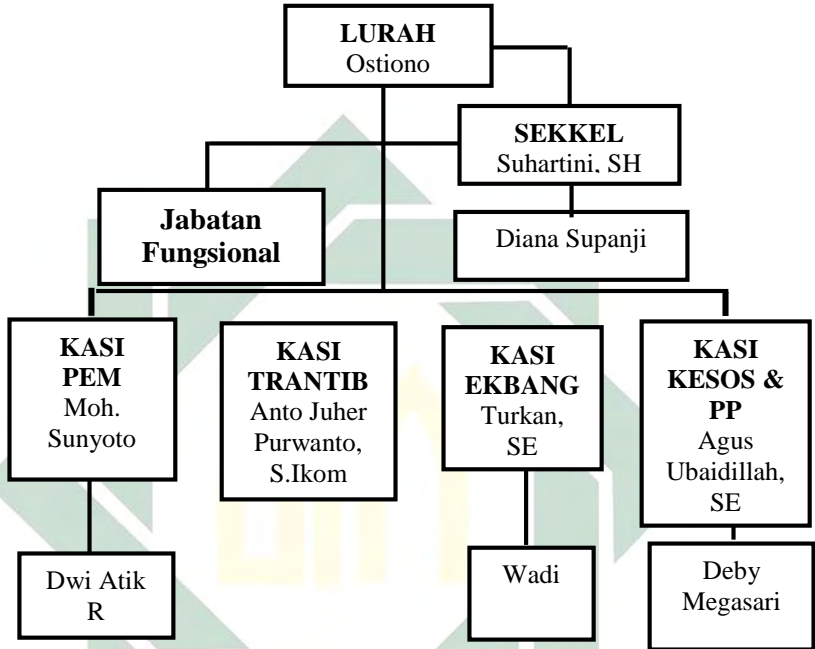 LURAH
Ostiono
SEKKEL
Suhartini, SH
Jabatan
Fungsional
Diana Supanji
KASI
PEM
Moh.
Sunyoto
KASI
TRANTIB
Anto Juher
Purwanto,
S.Ikom
KASI
EKBANG
Turkan,
SE
KASI
KESOS &
PP
Agus
Ubaidillah,
SE
Dwi Atik
R
Wadi
Deby
Megasari